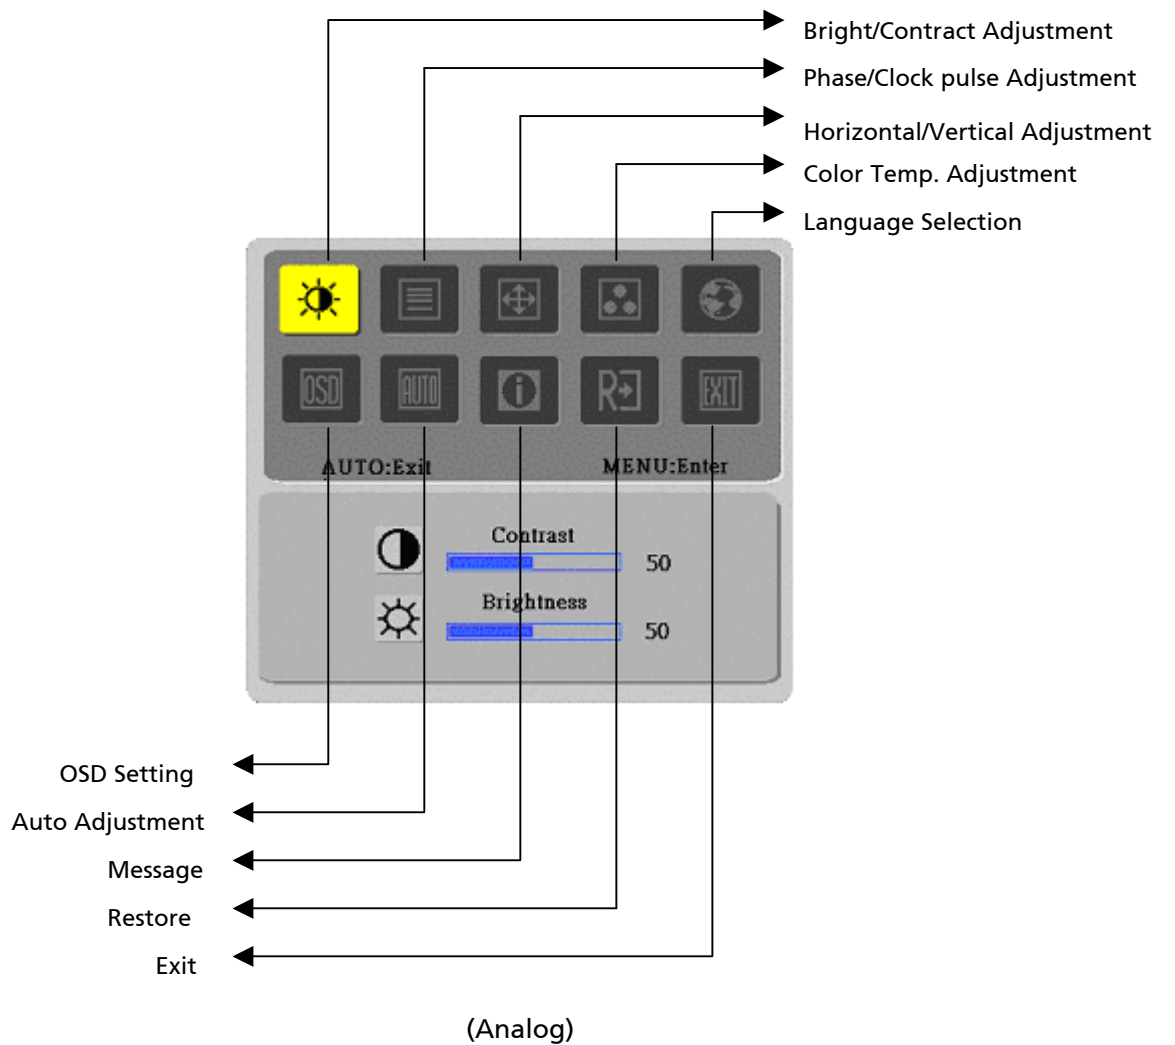 Bright/Contract Adjustment
Phase/Clock pulse Adjustment
Horizontal/Vertical Adjustment
Color Temp. Adjustment
Language Selection
OSD AUTO i R EXIT
AUTO:Exit MENU:Enter
Contrast
50
Brightness
50
OSD Setting
Auto Adjustment
Message
Restore
Exit
(Analog)